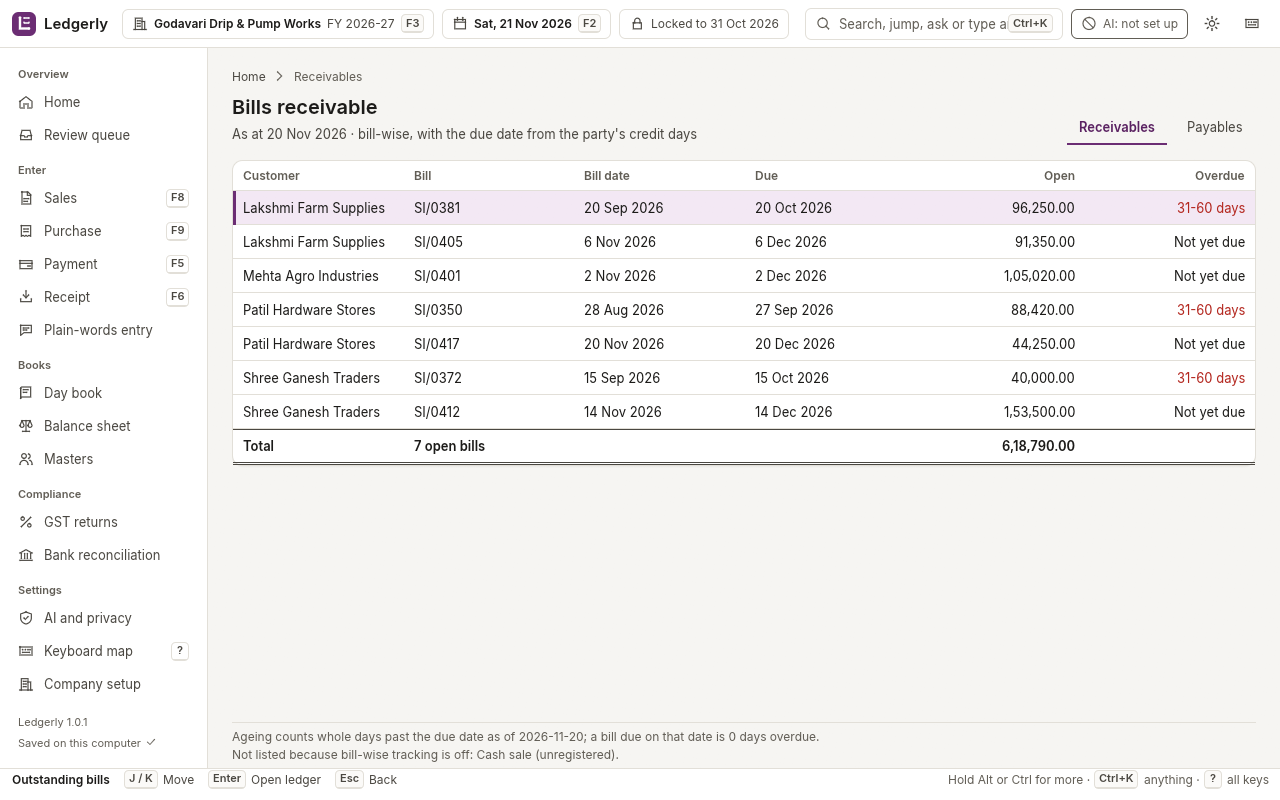 Ledgerly
Godavari Drip & Pump Works FY 2026-27 F3
Sat, 21 Nov 2026 F2
Locked to 31 Oct 2026
Search, jump, ask or type a Ctrl+K
AI: not set up
Overview
Home
Review queue
Enter
Sales F8
Purchase F9
Payment F5
Receipt F6
Plain-words entry
Books
Day book
Balance sheet
Masters
Compliance
GST returns
Bank reconciliation
Settings
AI and privacy
Keyboard map ?
Company setup
Ledgerly 1.0.1
Saved on this computer
Home Receivables
Bills receivable
As at 20 Nov 2026 · bill-wise, with the due date from the party's credit days
Receivables Payables
Customer Bill Bill date Due Open Overdue
Lakshmi Farm Supplies SI/0381 20 Sep 2026 20 Oct 2026 96,250.00 31-60 days
Lakshmi Farm Supplies SI/0405 6 Nov 2026 6 Dec 2026 91,350.00 Not yet due
Mehta Agro Industries SI/0401 2 Nov 2026 2 Dec 2026 1,05,020.00 Not yet due
Patil Hardware Stores SI/0350 28 Aug 2026 27 Sep 2026 88,420.00 31-60 days
Patil Hardware Stores SI/0417 20 Nov 2026 20 Dec 2026 44,250.00 Not yet due
Shree Ganesh Traders SI/0372 15 Sep 2026 15 Oct 2026 40,000.00 31-60 days
Shree Ganesh Traders SI/0412 14 Nov 2026 14 Dec 2026 1,53,500.00 Not yet due
Total 7 open bills 6,18,790.00
Ageing counts whole days past the due date as of 2026-11-20; a bill due on that date is 0 days overdue.
Not listed because bill-wise tracking is off: Cash sale (unregistered).
Outstanding bills J / K Move Enter Open ledger Esc Back
Hold Alt or Ctrl for more · Ctrl+K anything · ? all keys